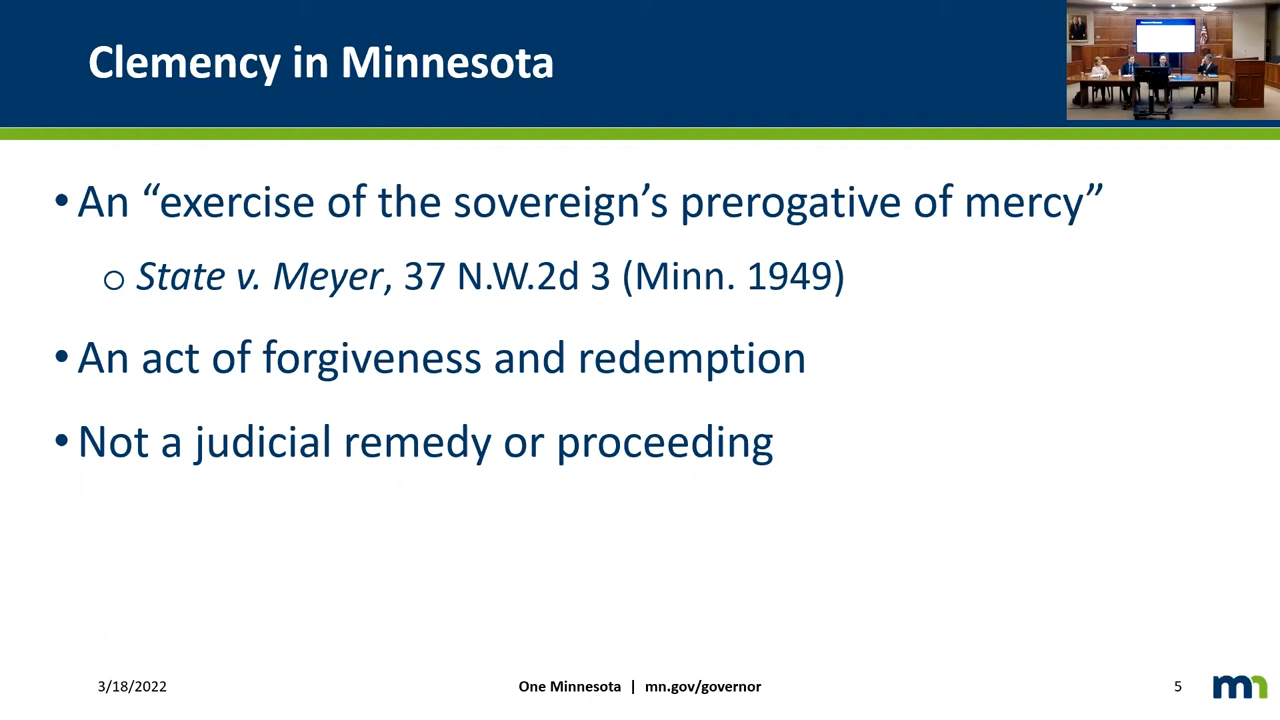 Clemency in Minnesota
• An “exercise of the sovereign’s prerogative of mercy”
o State v. Meyer, 37 N.W.2d 3 (Minn. 1949)
• An act of forgiveness and redemption
• Not a judicial remedy or proceeding
3/18/2022
One Minnesota | mn.gov/governor
5
mn